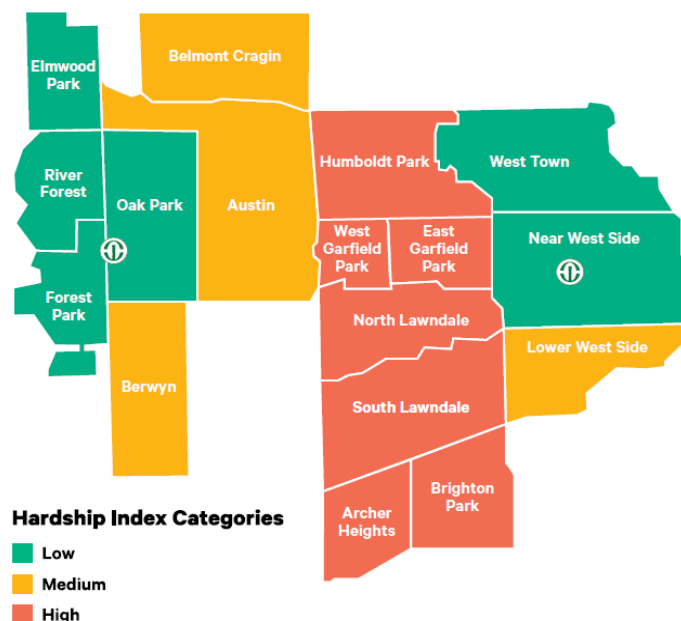 Belmont Cragin
Elmwood
Park
Humboldt Park
West Town
River
Forest
Oak Park
Austin
West
Garfield
Park
East
Garfield
Park
Near West Side
Forest
Park
North Lawndale
Lower West Side
Berwyn
South Lawndale
Archer
Heights
Brighton
Park
Hardship Index Categories
Low
Medium
High